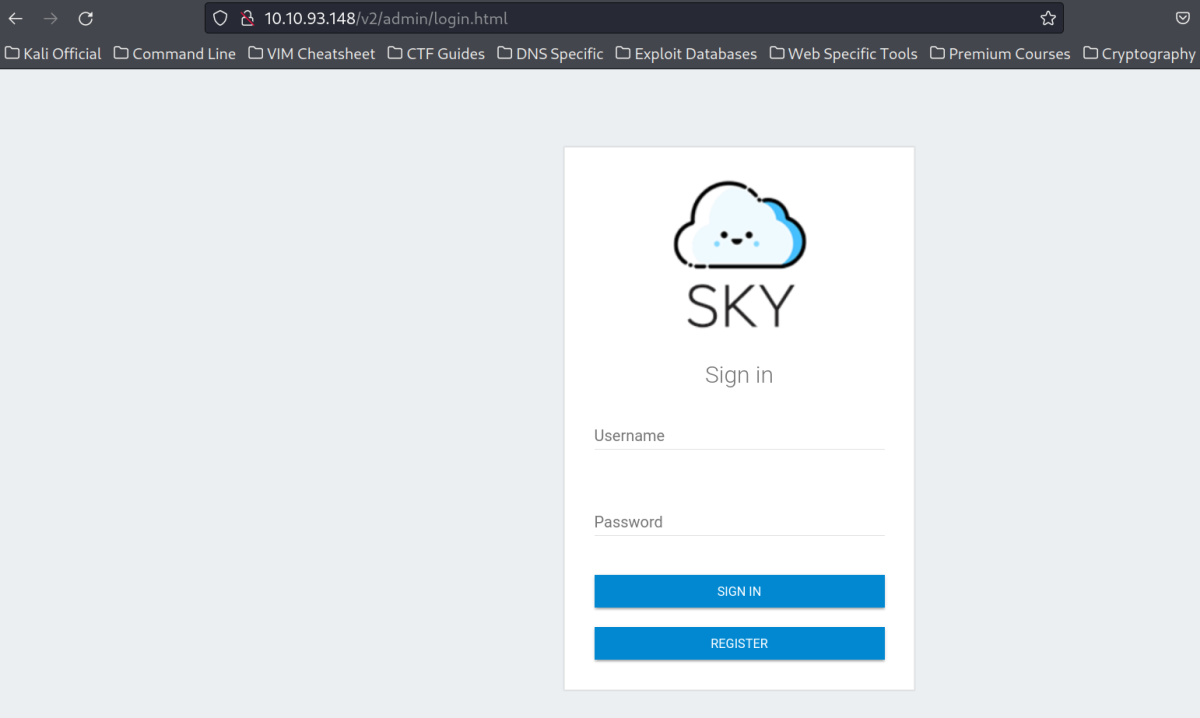 10.10.93.148/v2/admin/login.html
Kali Official Command Line VIM Cheatsheet CTF Guides DNS Specific Exploit Databases Web Specific Tools Premium Courses Cryptography
SKY
Sign in
Username
Password
SIGN IN
REGISTER